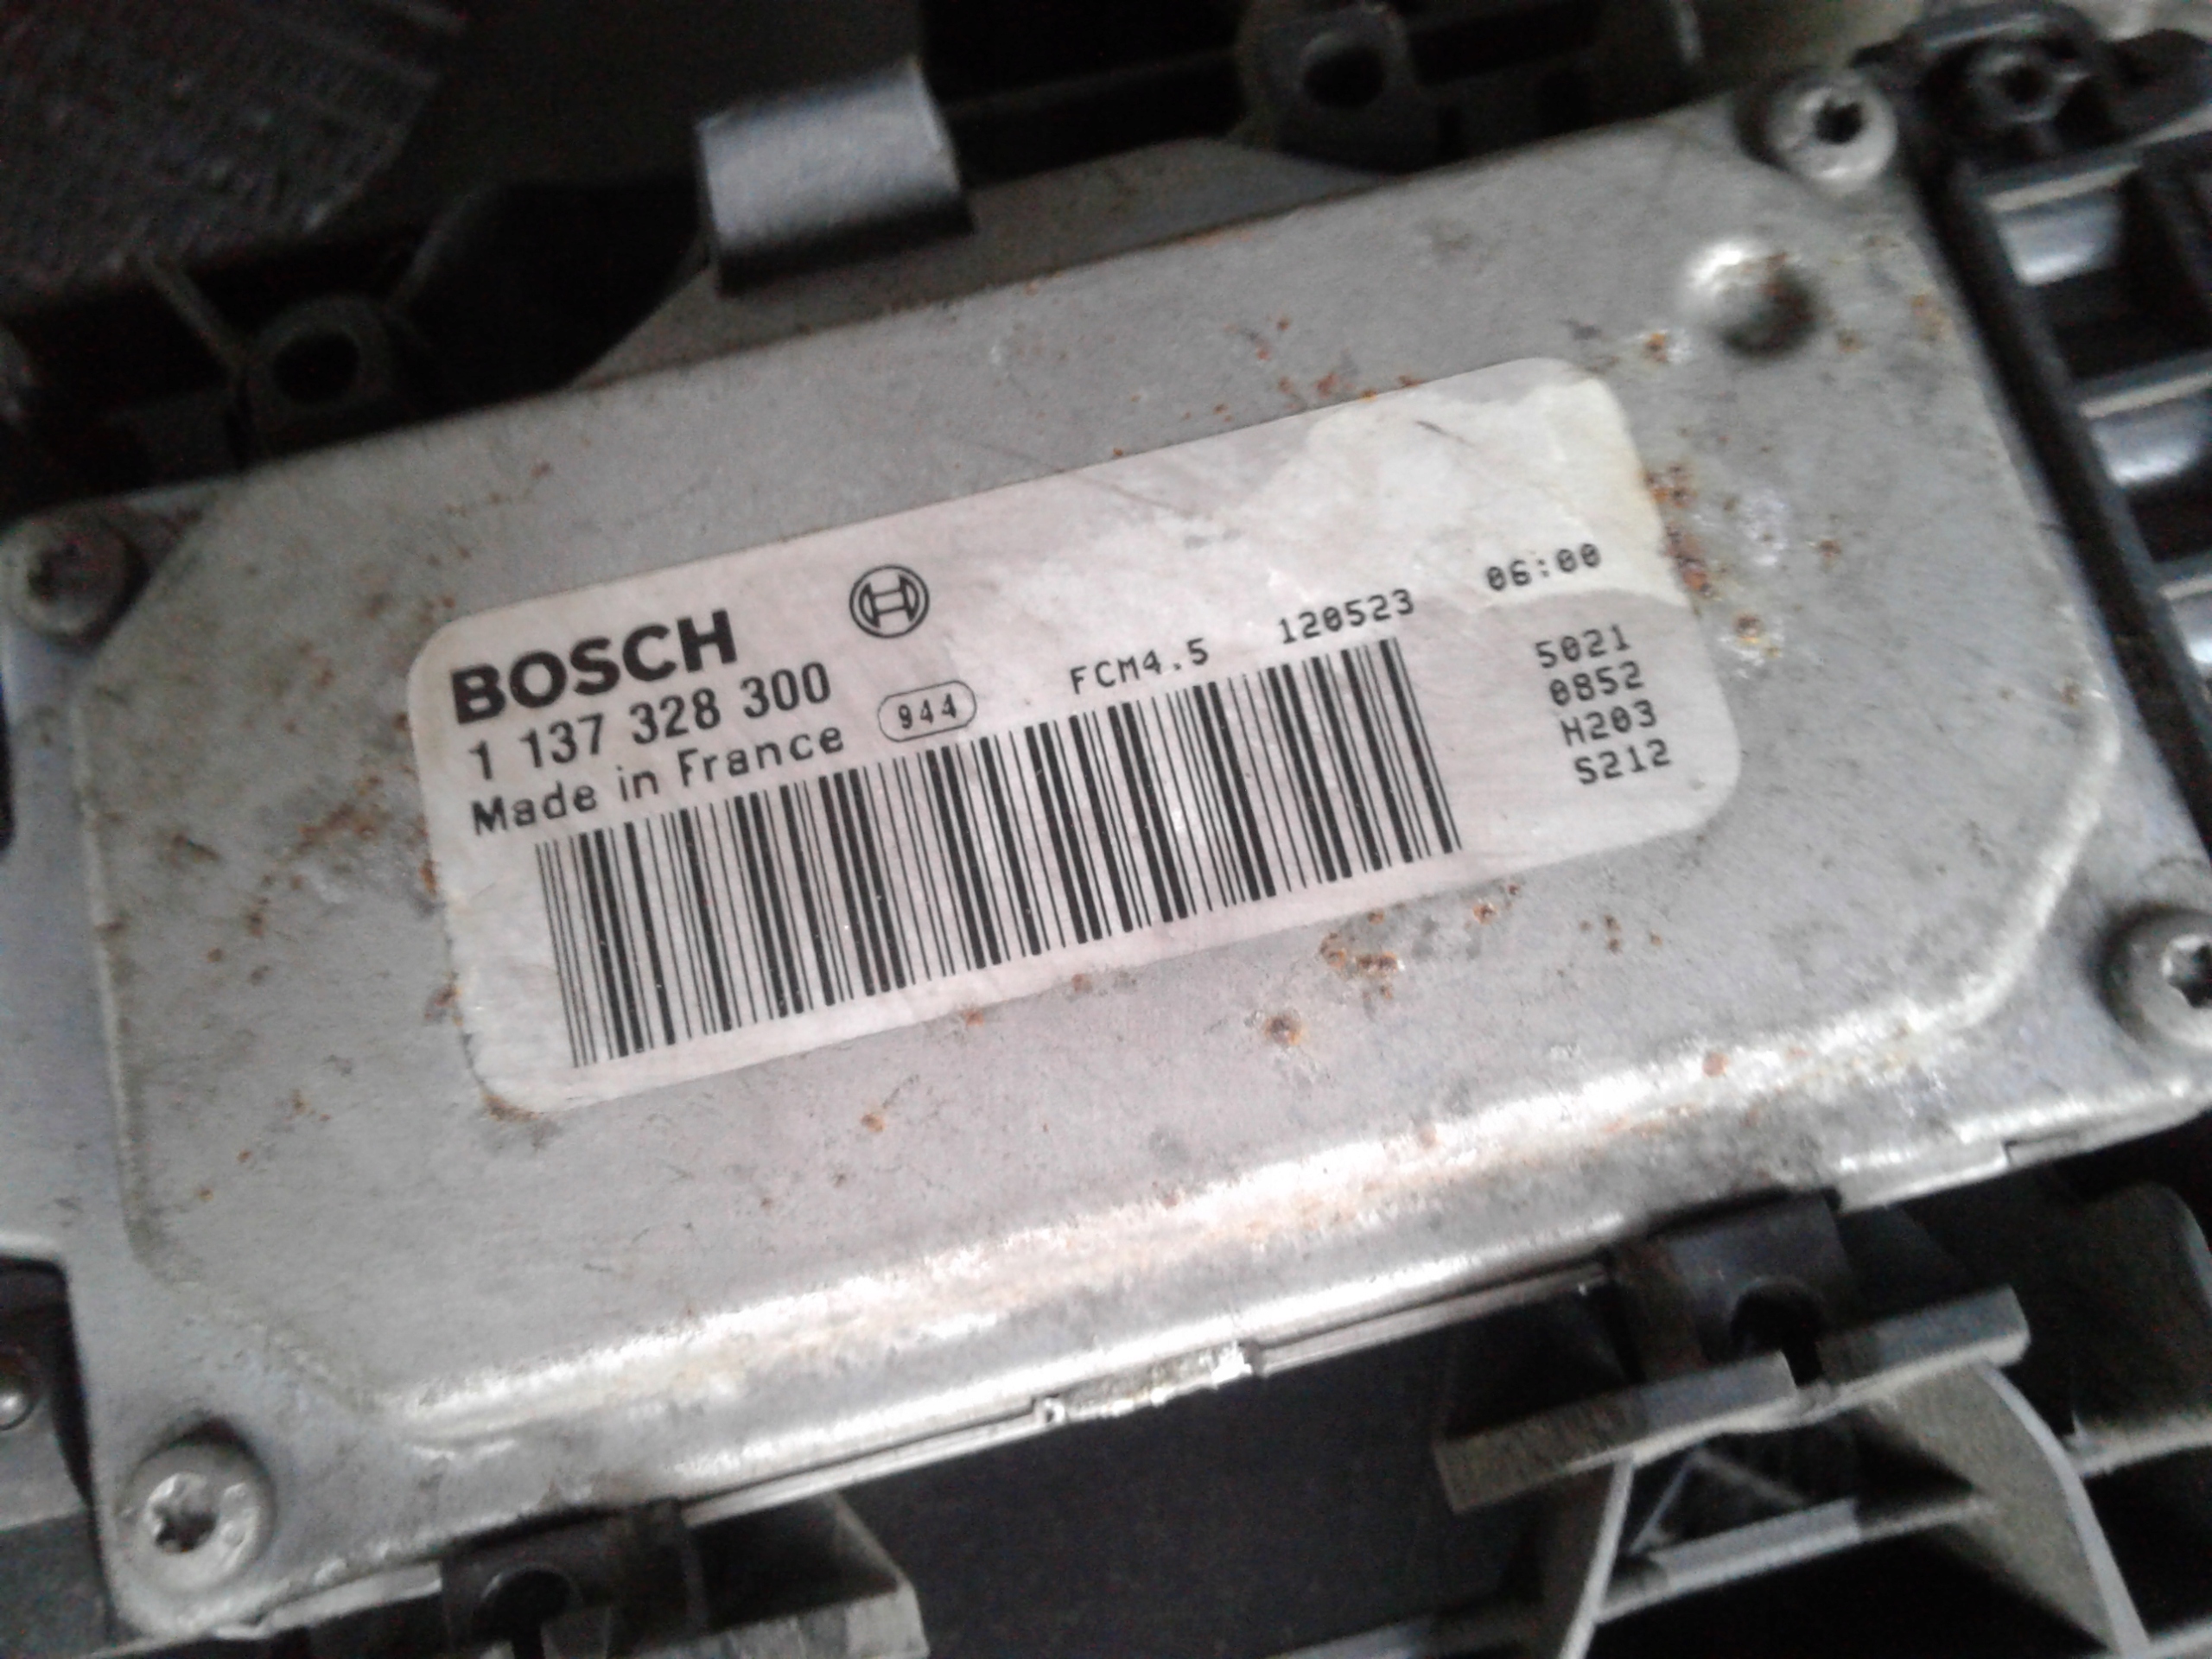 BOSCH
1 137 328 300
Made in France 944
FCM4.5 120523 06:00
5021
0852
H203
S212